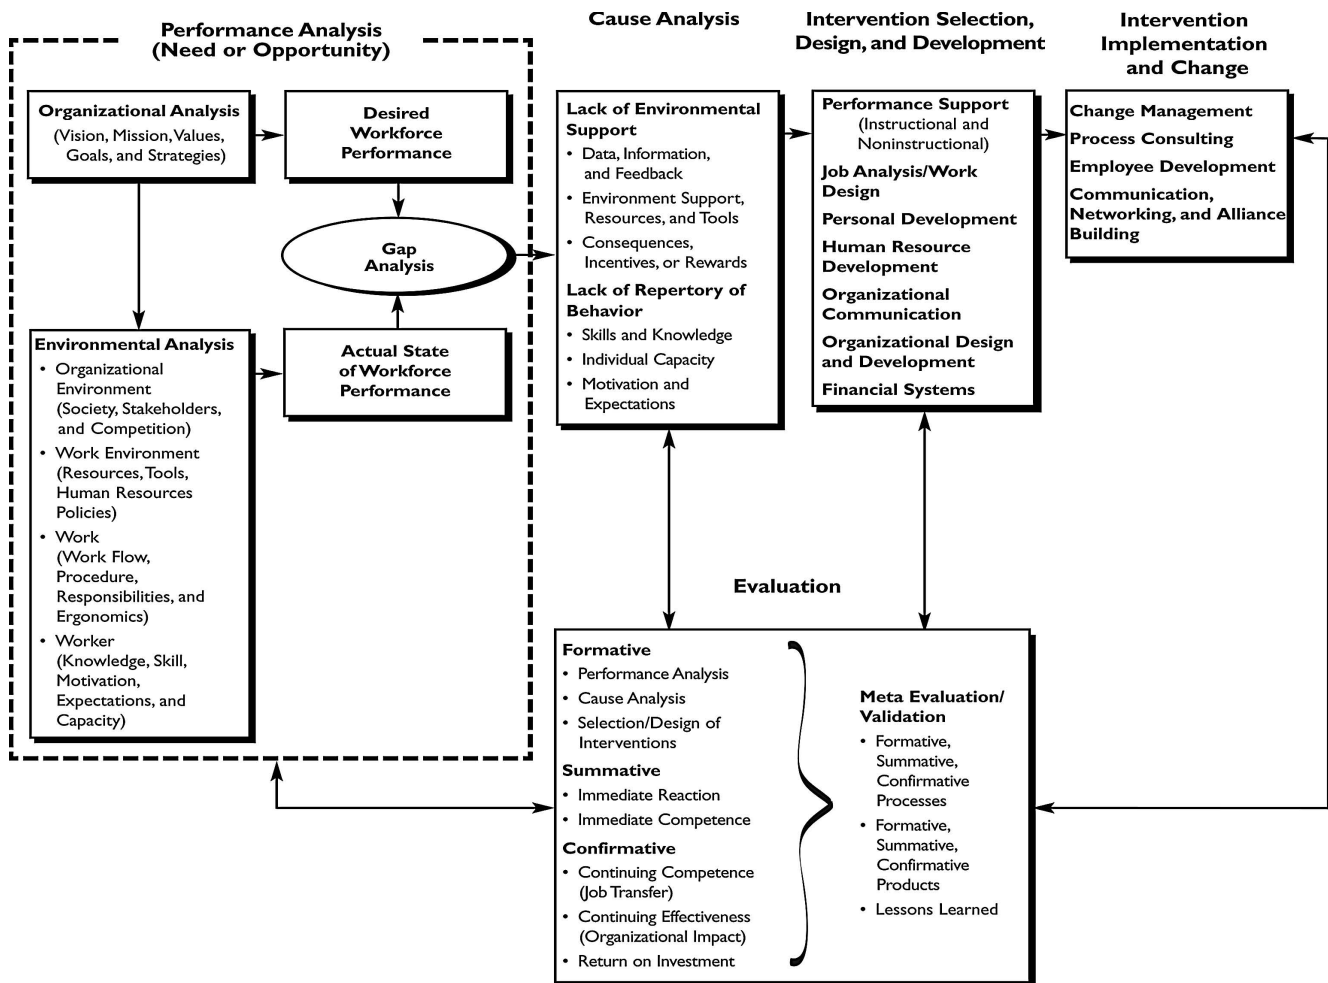 Performance Analysis
(Need or Opportunity)
Organizational Analysis
(Vision, Mission, Values,
Goals, and Strategies)
Desired
Workforce
Performance
Gap
Analysis
Environmental Analysis
• Organizational
Environment
(Society, Stakeholders,
and Competition)
• Work Environment
(Resources, Tools,
Human Resources
Policies)
• Work
(Work Flow,
Procedure,
Responsibilities, and
Ergonomics)
• Worker
(Knowledge, Skill,
Motivation,
Expectations, and
Capacity)
Actual State
of Workforce
Performance
Cause Analysis
Lack of Environmental
Support
• Data, Information,
and Feedback
• Environment Support,
Resources, and Tools
• Consequences,
Incentives, or Rewards
Lack of Repertory of
Behavior
• Skills and Knowledge
• Individual Capacity
• Motivation and
Expectations
Intervention Selection,
Design, and Development
Performance Support
(Instructional and
Noninstructional)
Job Analysis/Work
Design
Personal Development
Human Resource
Development
Organizational
Communication
Organizational Design
and Development
Financial Systems
Intervention
Implementation
and Change
Change Management
Process Consulting
Employee Development
Communication,
Networking, and Alliance
Building
Evaluation
Formative
• Performance Analysis
• Cause Analysis
• Selection/Design of
Interventions
Summative
• Immediate Reaction
• Immediate Competence
Confirmative
• Continuing Competence
(Job Transfer)
• Continuing Effectiveness
(Organizational Impact)
• Return on Investment
Meta Evaluation/
Validation
• Formative,
Summative,
Confirmative
Processes
• Formative,
Summative,
Confirmative
Products
• Lessons Learned